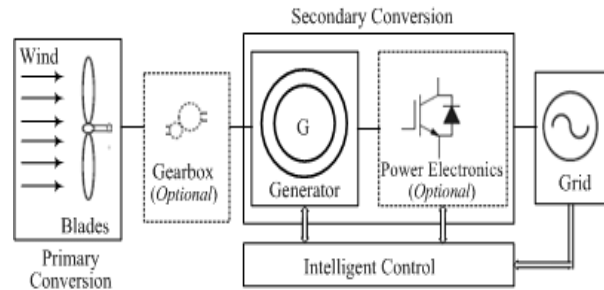 Secondary Conversion
Wind
Blades
Primary
Conversion
Gearbox
(Optional)
G
Generator
Power Electronics
(Optional)
Grid
Intelligent Control